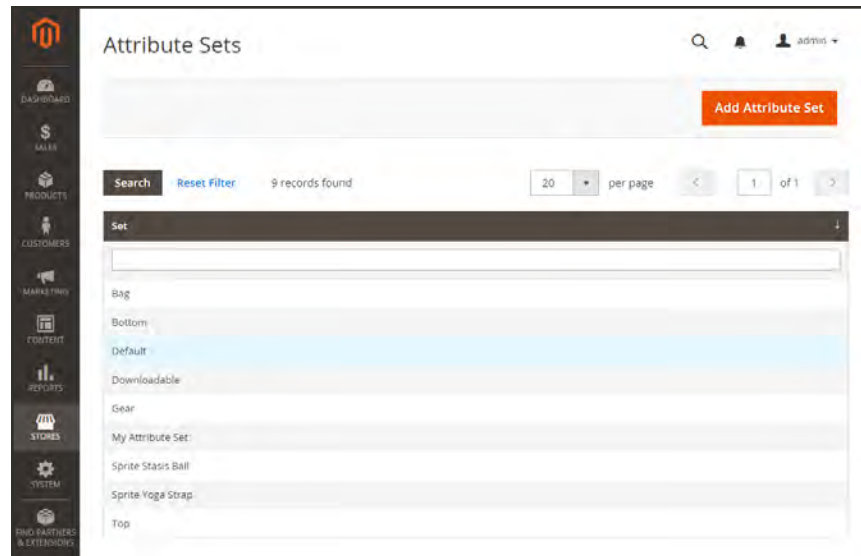 Attribute Sets
admin
Add Attribute Set
DASHBOARD
SALES
PRODUCTS
CUSTOMERS
MARKETING
CONTENT
REPORTS
STORES
SYSTEM
FIND PARTNERS
& EXTENSIONS
Search Reset Filter 9 records found 20 per page 1 of 1
Set
Bag
Bottom
Default
Downloadable
Gear
My Attribute Set
Sprite Stasis Ball
Sprite Yoga Strap
Top